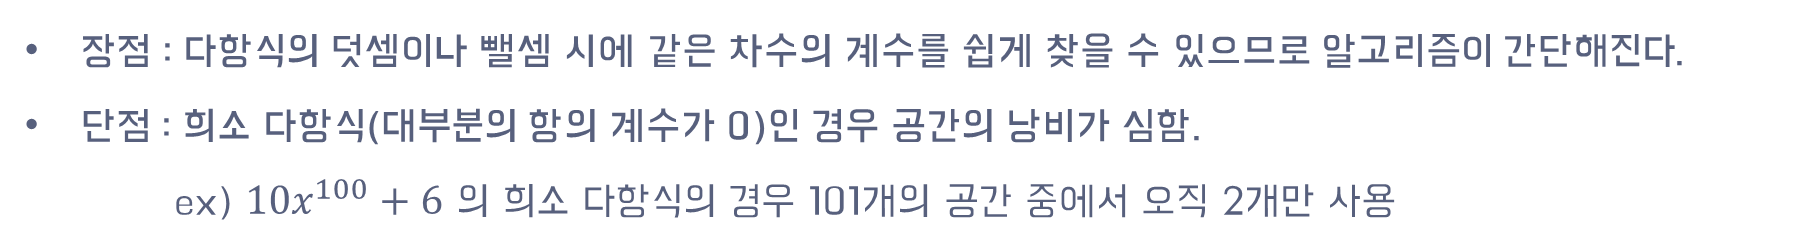 • 장점 : 다항식의 덧셈이나 뺄셈 시에 같은 차수의 계수를 쉽게 찾을 수 있으므로 알고리즘이 간단해진다.
• 단점 : 희소 다항식(대부분의 항의 계수가 0)인 경우 공간의 낭비가 심함.
ex) 10x¹⁰⁰ + 6 의 희소 다항식의 경우 101개의 공간 중에서 오직 2개만 사용